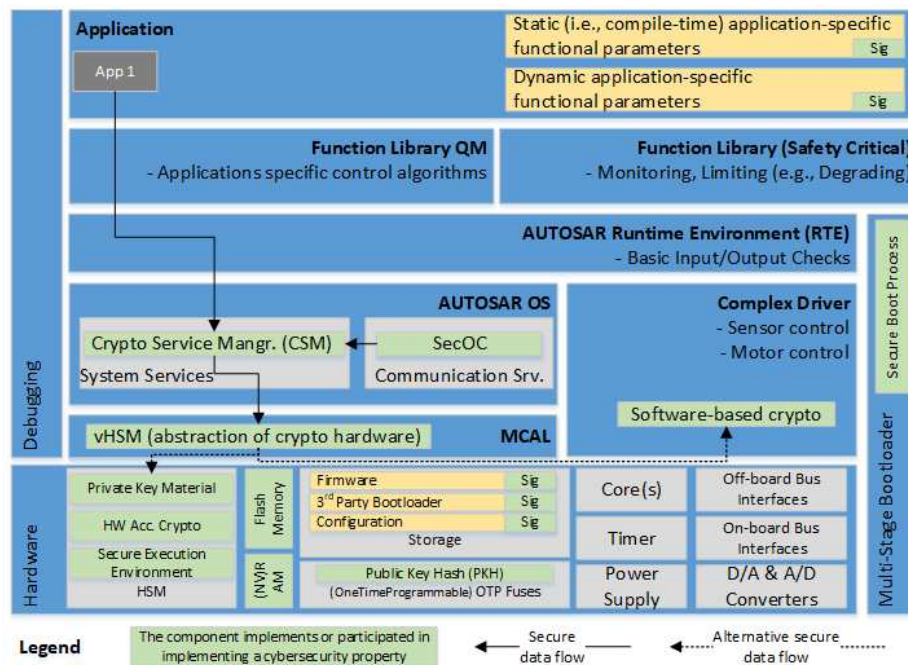 Application
App 1
Static (i.e., compile-time) application-specific
functional parameters
Sig
Dynamic application-specific
functional parameters
Sig
Function Library QM
- Applications specific control algorithms
Function Library (Safety Critical)
- Monitoring, Limiting (e.g., Degrading)
AUTOSAR Runtime Environment (RTE)
- Basic Input/Output Checks
AUTOSAR OS
Crypto Service Mangr. (CSM)
System Services
SecOC
Communication Srv.
Complex Driver
- Sensor control
- Motor control
Software-based crypto
vHSM (abstraction of crypto hardware)
MCAL
Debugging
Secure Boot Process
Multi-Stage Bootloader
Hardware
Private Key Material
HW Acc. Crypto
Secure Execution
Environment
HSM
Flash
Memory
(NV)R
AM
Firmware
Sig
3rd Party Bootloader
Sig
Configuration
Sig
Storage
Public Key Hash (PKH)
(OneTimeProgrammable) OTP Fuses
Core(s)
Timer
Power
Supply
Off-board Bus
Interfaces
On-board Bus
Interfaces
D/A & A/D
Converters
Legend
The component implements or participated in
implementing a cybersecurity property
Secure
data flow
Alternative secure
data flow